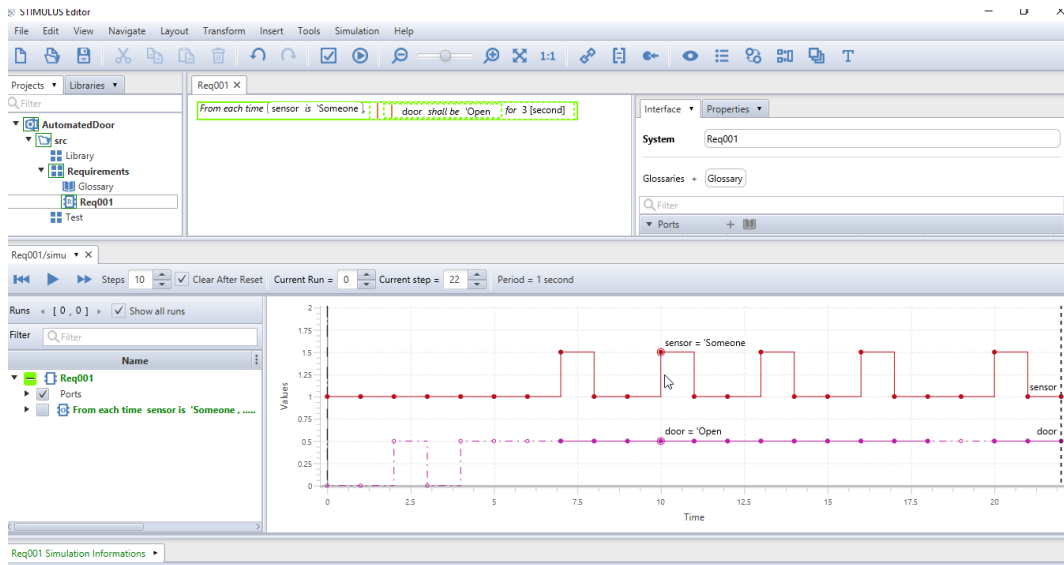 STIMULUS Editor
File Edit View Navigate Layout Transform Insert Tools Simulation Help
1:1
T
Projects Libraries
Req001
Filter
AutomatedDoor
src
Library
Requirements
Glossary
Req001
Test
From each time [ sensor is 'Someone ], door shall be 'Open for 3 [second]
Interface Properties
System Req001
Glossaries + Glossary
Filter
Ports +
Req001/simu
Steps 10 Clear After Reset Current Run = 0 Current step = 22 Period = 1 second
Runs [ 0 , 0 ] Show all runs
Filter Filter
Name
Req001
Ports
From each time sensor is 'Someone , .....
Values
2
1.75
1.5
1.25
1
0.75
0.5
0.25
0
sensor = 'Someone
sensor
door = 'Open
door
0 2.5 5 7.5 10 12.5 15 17.5 20
Time
Req001 Simulation Informations